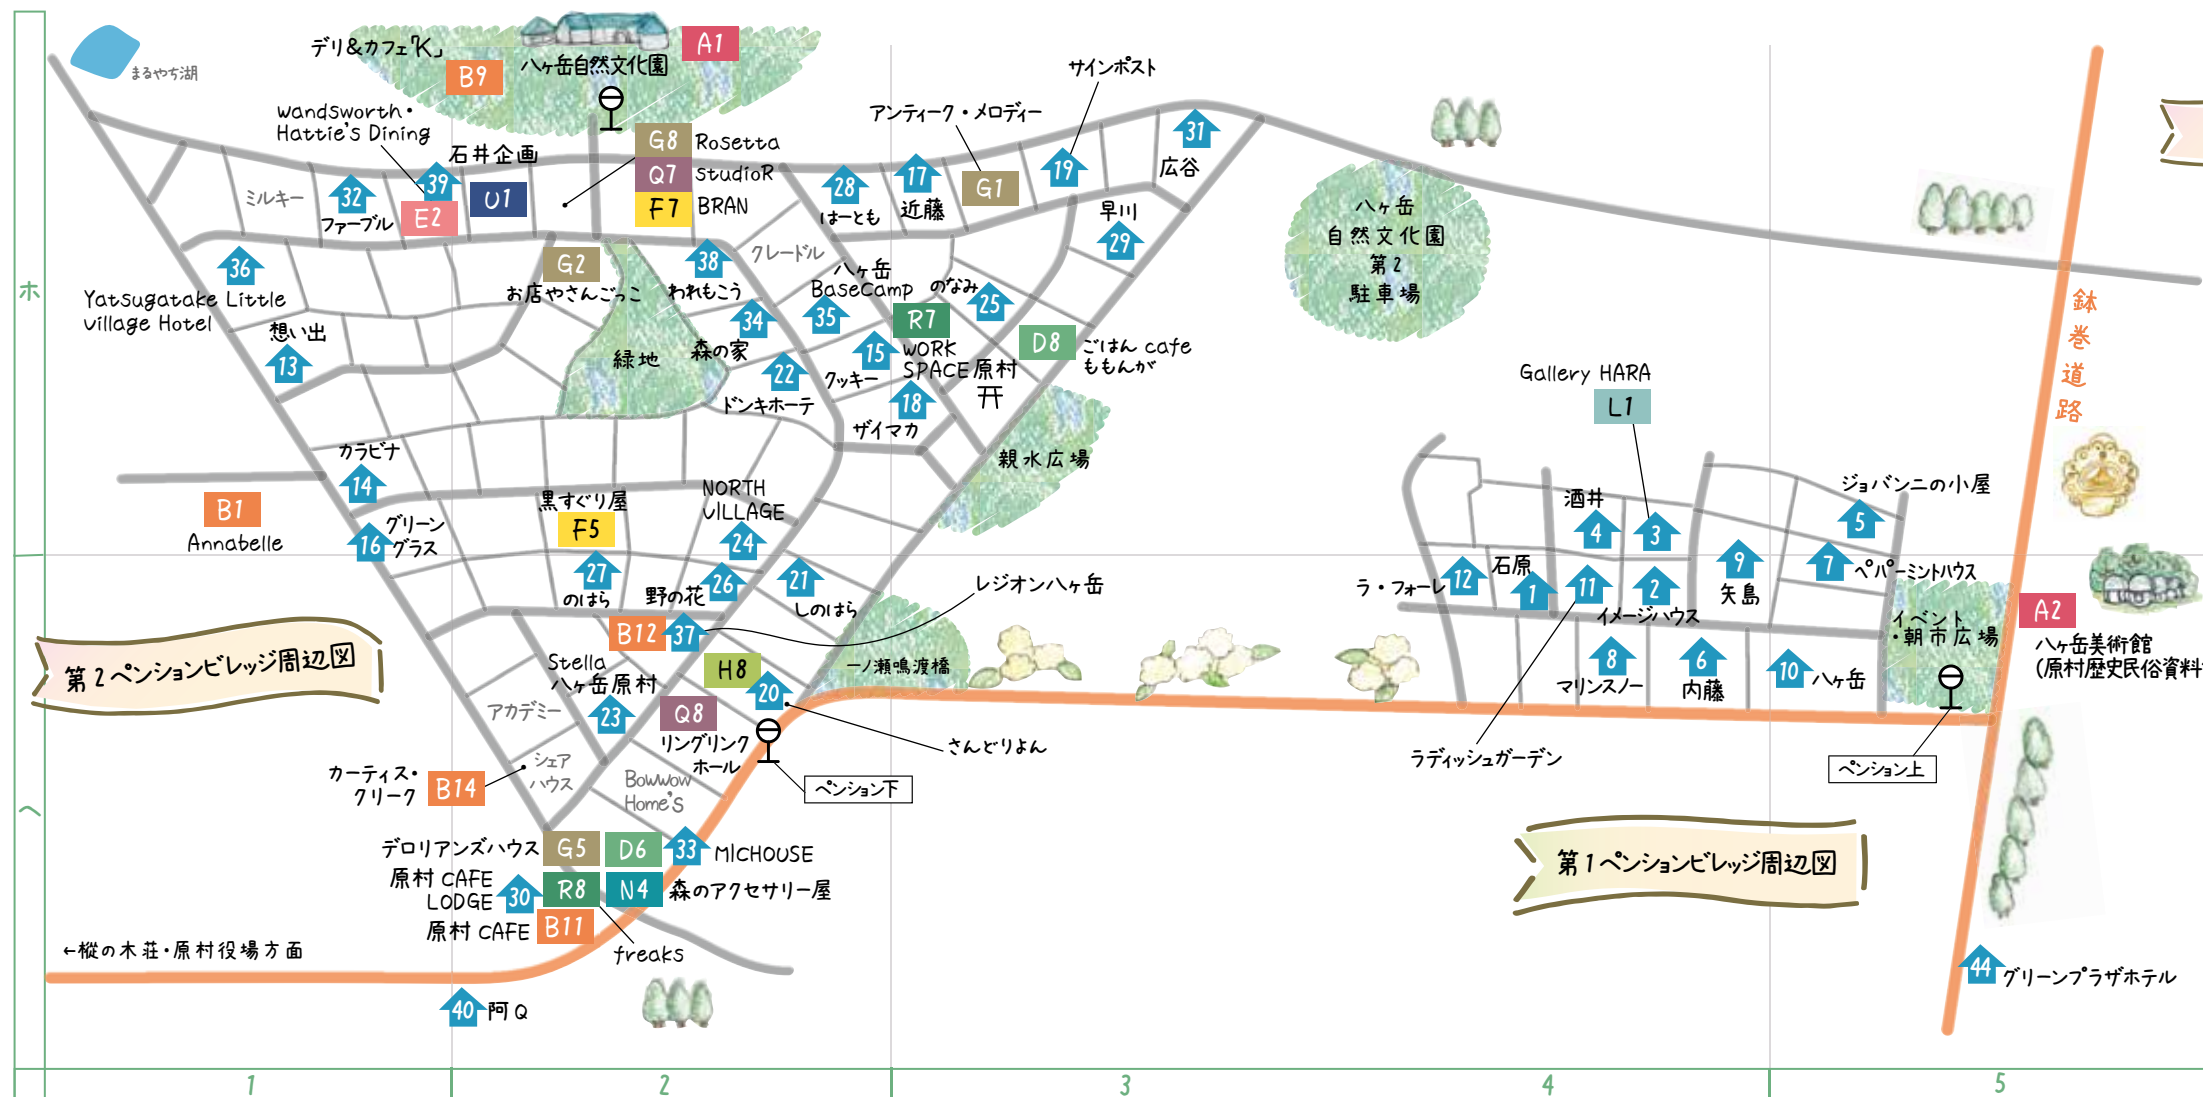 まるやち湖
デリ&カフェ「K」
B9
八ヶ岳自然文化園
A1
Wandsworth・
Hattie's Dining
石井企画
ミルキー
32
ファーブル
39
E2
U1
G8 Rosetta
Q7 StudioR
F7 BRAN
アンティーク・メロディー
サインポスト
28
はーとも
17
近藤
G1
19
31
広谷
早川
29
36
Yatsugatake Little
Village Hotel
想い出
13
G2
お店やさんごっこ
38
われもこう
クレードル
34
森の家
緑地
22
ドンキホーテ
八ヶ岳
BaseCamp
35
のなみ
25
R7
WORK
SPACE原村
15
クッキー
18
ザイマカ
D8
ごはん cafe
ももんが
親水広場
八ヶ岳
自然文化園
第2
駐車場
鉢巻道路
カラビナ
14
B1
Annabelle
16
グリーン
グラス
黒すぐり屋
F5
NORTH
VILLAGE
24
27
のはら
野の花
26
21
しのはら
B12
37
レジオン八ヶ岳
H8
20
一ノ瀬鳴渡橋
Stella
八ヶ岳原村
23
Q8
リングリンク
ホール
さんどりよん
ペンション下
アカデミー
シェア
ハウス
Bowwow
Home's
カーティス・
クリーク
B14
デロリアンズハウス
G5
D6
33
MICHOUSE
原村 CAFE
LODGE
30
R8
N4
森のアクセサリー屋
原村 CAFE
B11
freaks
←樅の木荘・原村役場方面
40
阿Q
第2ペンションビレッジ周辺図
Gallery HARA
L1
酒井
4
3
ジョバンニの小屋
5
9
矢島
7
ペパーミントハウス
ラ・フォーレ
12
石原
1
11
2
イメージハウス
8
マリンスノー
6
内藤
10
八ヶ岳
イベント
・朝市広場
A2
八ヶ岳美術館
(原村歴史民俗資料
ラディッシュガーデン
ペンション上
第1ペンションビレッジ周辺図
44
グリーンプラザホテル
ホ
ヘ
1
2
3
4
5